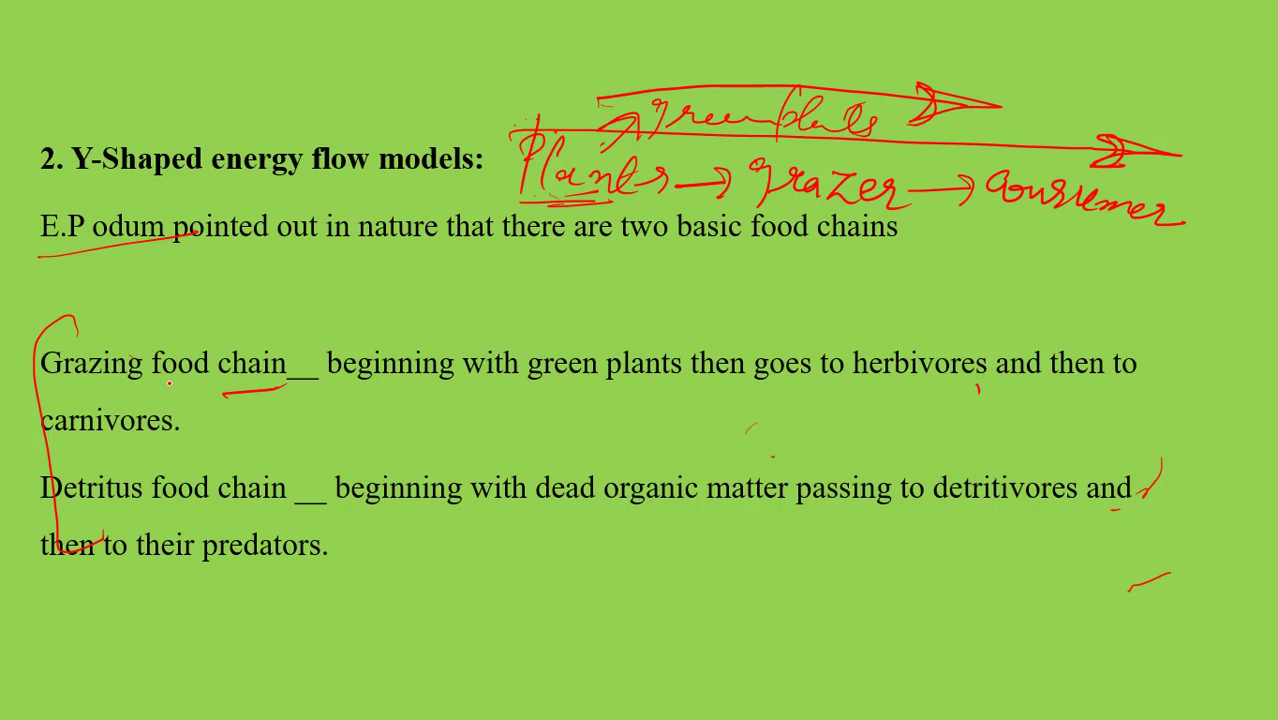 green plants
2. Y-Shaped energy flow models:
Plants → grazer → consumer
E.P odum pointed out in nature that there are two basic food chains
Grazing food chain__ beginning with green plants then goes to herbivores and then to
carnivores.
Detritus food chain __ beginning with dead organic matter passing to detritivores and
then to their predators.